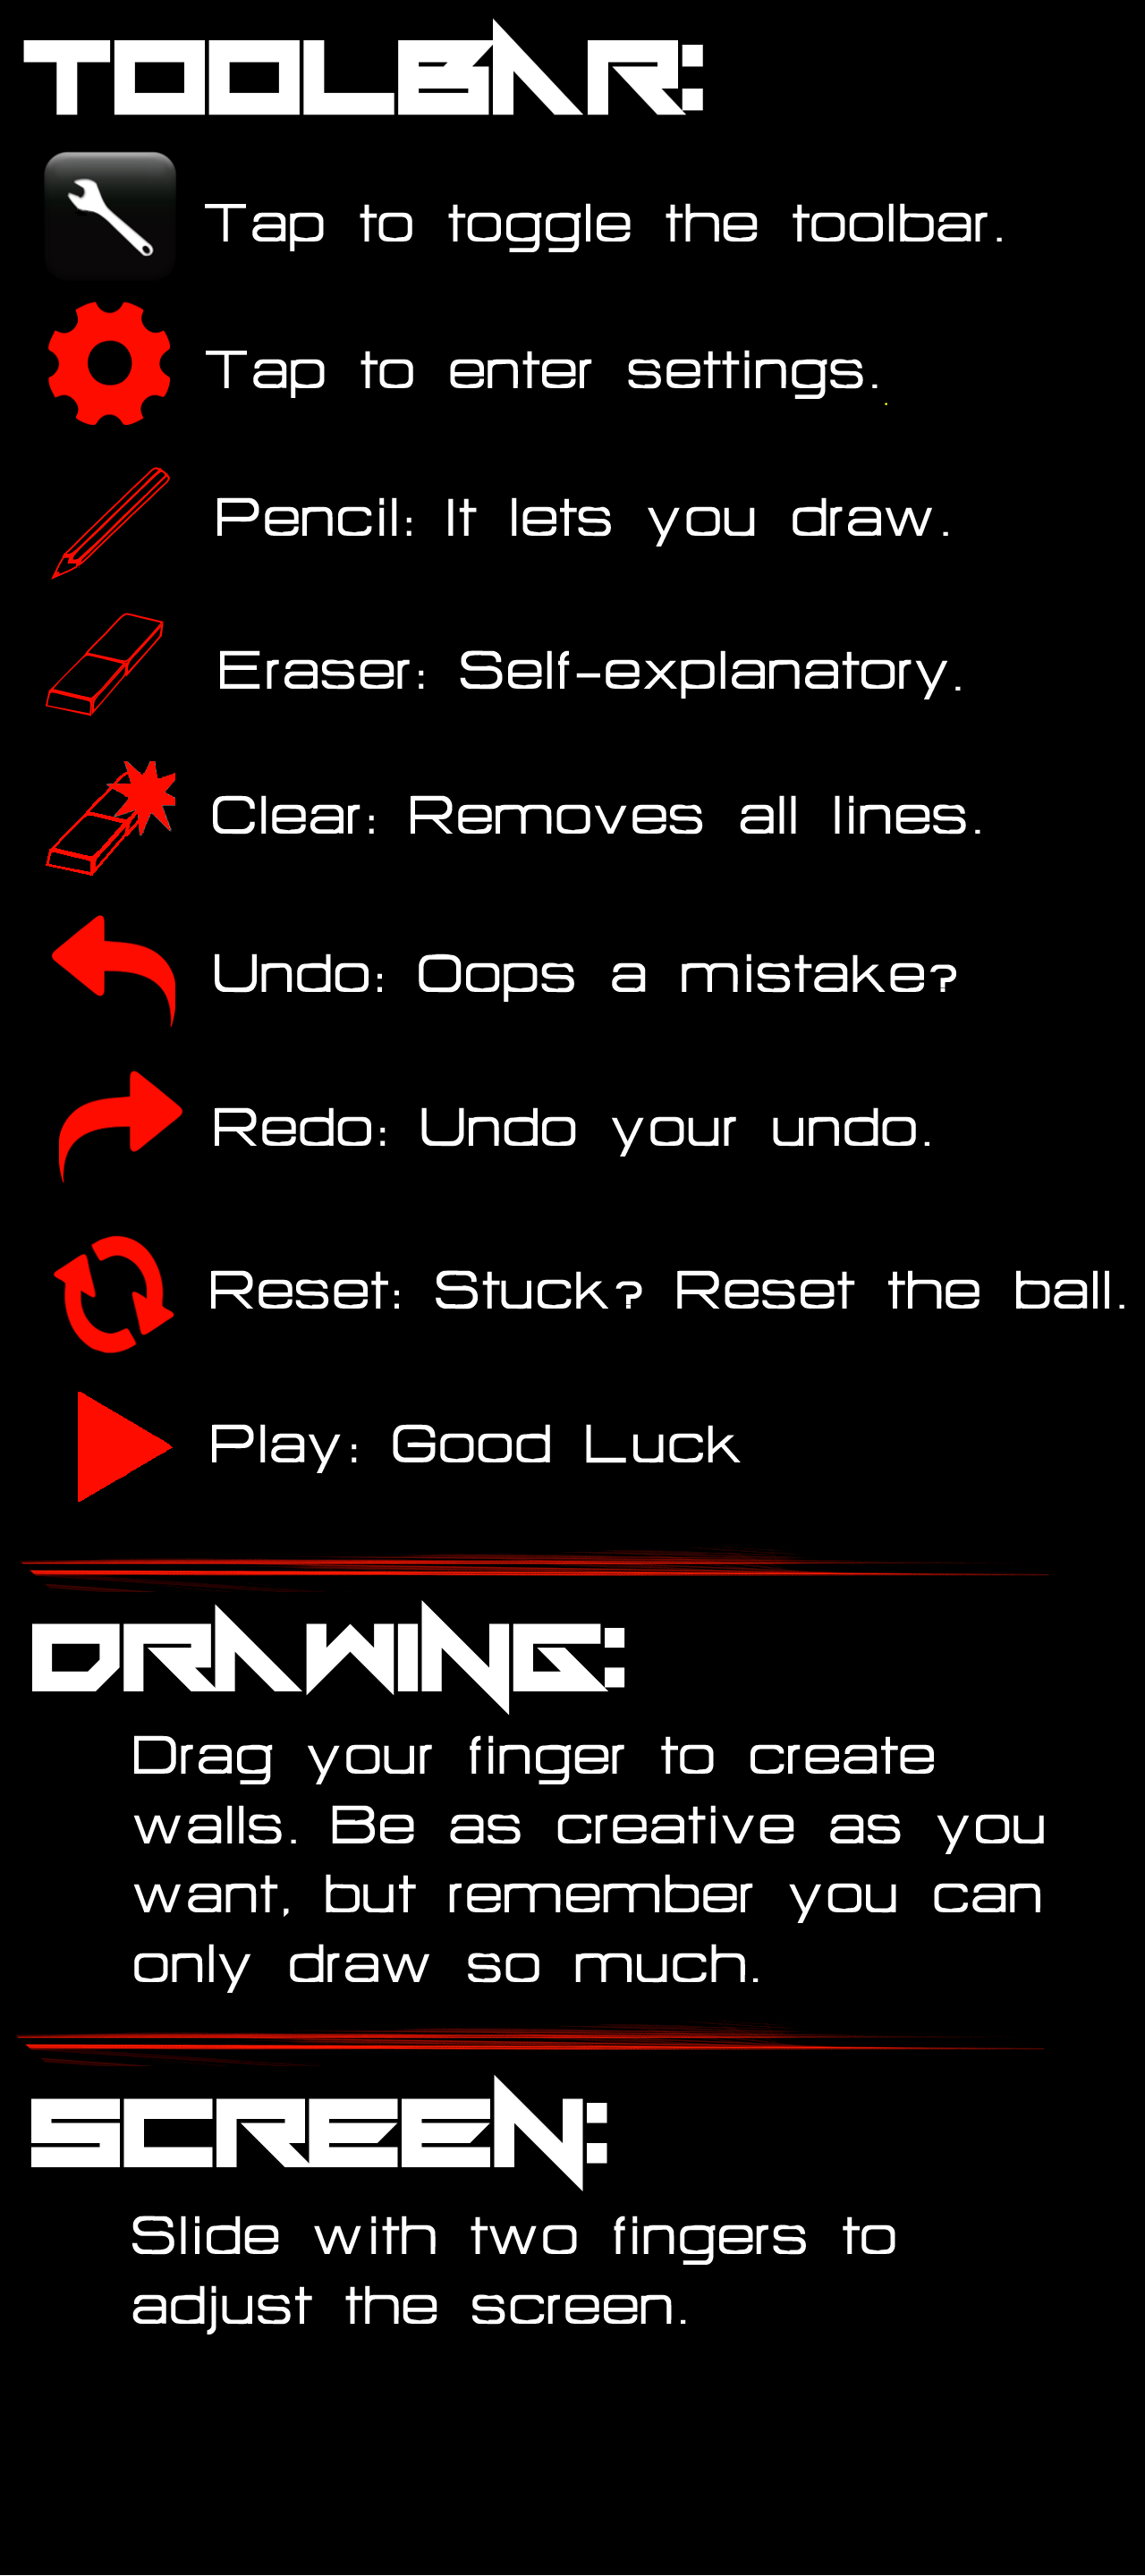 TOOLBAR:
Tap to toggle the toolbar.
Tap to enter settings.
Pencil: It lets you draw.
Eraser: Self-explanatory.
Clear: Removes all lines.
Undo: Oops a mistake?
Redo: Undo your undo.
Reset: Stuck? Reset the ball.
Play: Good Luck
DRAWING:
Drag your finger to create
walls. Be as creative as you
want, but remember you can
only draw so much.
SCREEN:
Slide with two fingers to
adjust the screen.